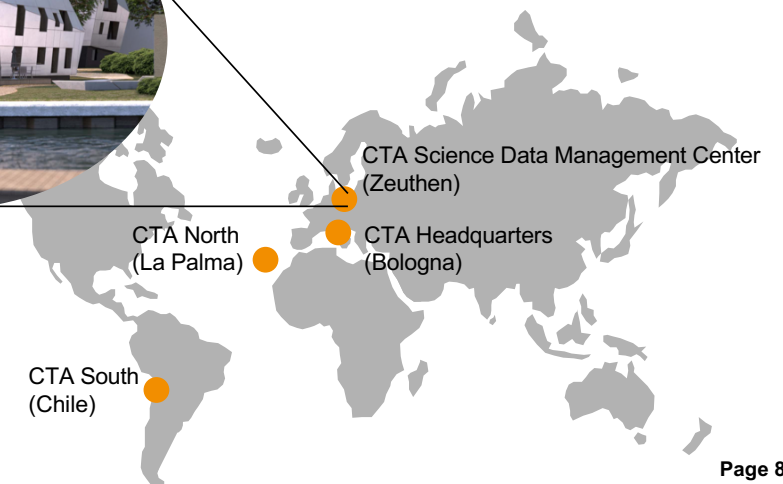 CTA Science Data Management Center
(Zeuthen)
CTA North
(La Palma)
CTA Headquarters
(Bologna)
CTA South
(Chile)
Page 8